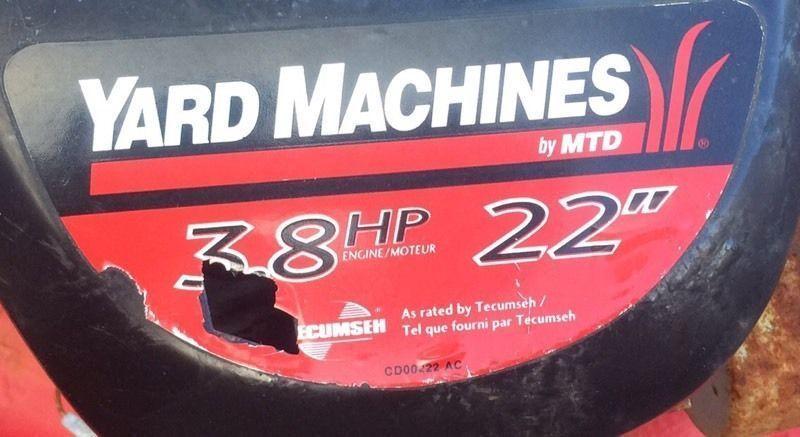 YARD MACHINES
by MTD
3.8 HP 22"
ENGINE/MOTEUR
ECUMSEH
As rated by Tecumseh /
Tel que fourni par Tecumseh
AC